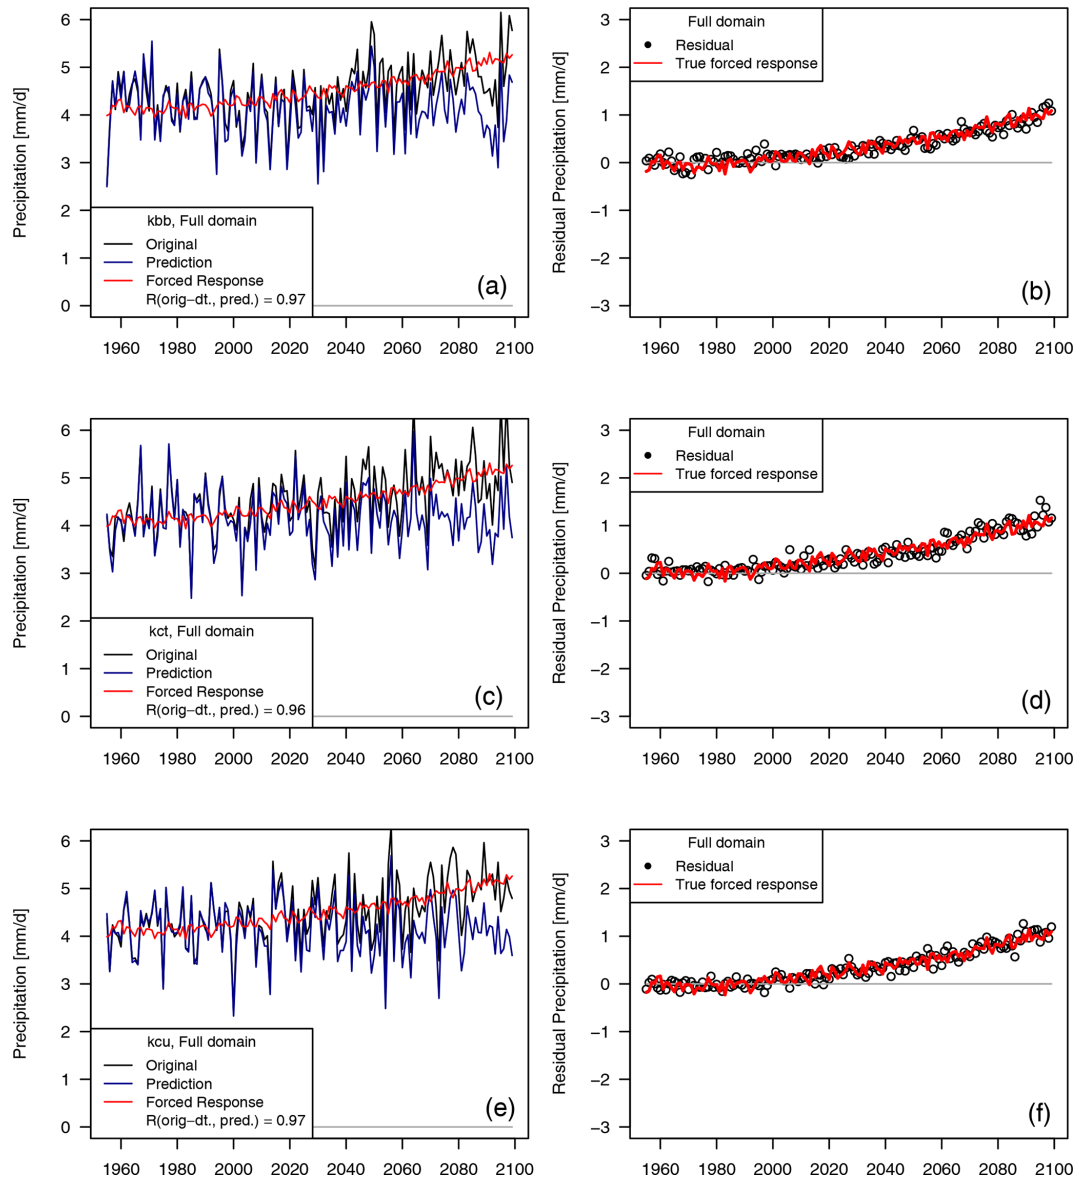 Precipitation [mm/d]
6
5
4
3
2
1
0
kbb, Full domain
Original
Prediction
Forced Response
R(orig−dt., pred.) = 0.97
(a)
1960 1980 2000 2020 2040 2060 2080 2100
Residual Precipitation [mm/d]
3
2
1
0
−1
−2
−3
Full domain
Residual
True forced response
(b)
1960 1980 2000 2020 2040 2060 2080 2100
Precipitation [mm/d]
6
5
4
3
2
1
0
kct, Full domain
Original
Prediction
Forced Response
R(orig−dt., pred.) = 0.96
(c)
1960 1980 2000 2020 2040 2060 2080 2100
Residual Precipitation [mm/d]
3
2
1
0
−1
−2
−3
Full domain
Residual
True forced response
(d)
1960 1980 2000 2020 2040 2060 2080 2100
Precipitation [mm/d]
6
5
4
3
2
1
0
kcu, Full domain
Original
Prediction
Forced Response
R(orig−dt., pred.) = 0.97
(e)
1960 1980 2000 2020 2040 2060 2080 2100
Residual Precipitation [mm/d]
3
2
1
0
−1
−2
−3
Full domain
Residual
True forced response
(f)
1960 1980 2000 2020 2040 2060 2080 2100